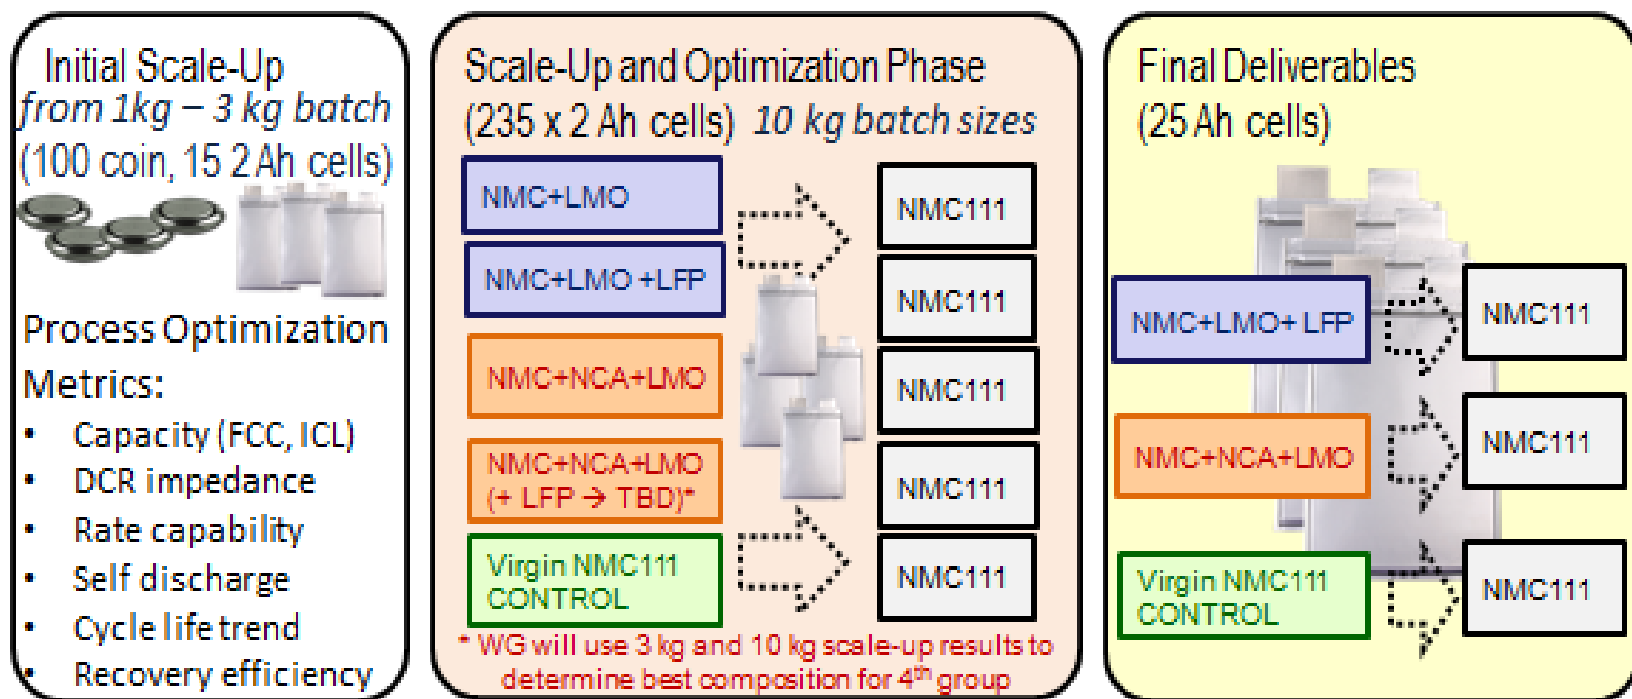 Initial Scale-Up
from 1kg – 3 kg batch
(100 coin, 15 2 Ah cells)
Process Optimization
Metrics:
• Capacity (FCC, ICL)
• DCR impedance
• Rate capability
• Self discharge
• Cycle life trend
• Recovery efficiency
Scale-Up and Optimization Phase
(235 x 2 Ah cells) 10 kg batch sizes
NMC+LMO
NMC111
NMC+LMO +LFP
NMC111
NMC+NCA+LMO
NMC111
NMC+NCA+LMO
(+ LFP → TBD)*
NMC111
Virgin NMC111
CONTROL
NMC111
* WG will use 3 kg and 10 kg scale-up results to
determine best composition for 4th group
Final Deliverables
(25 Ah cells)
NMC+LMO+ LFP
NMC111
NMC+NCA+LMO
NMC111
Virgin NMC111
CONTROL
NMC111